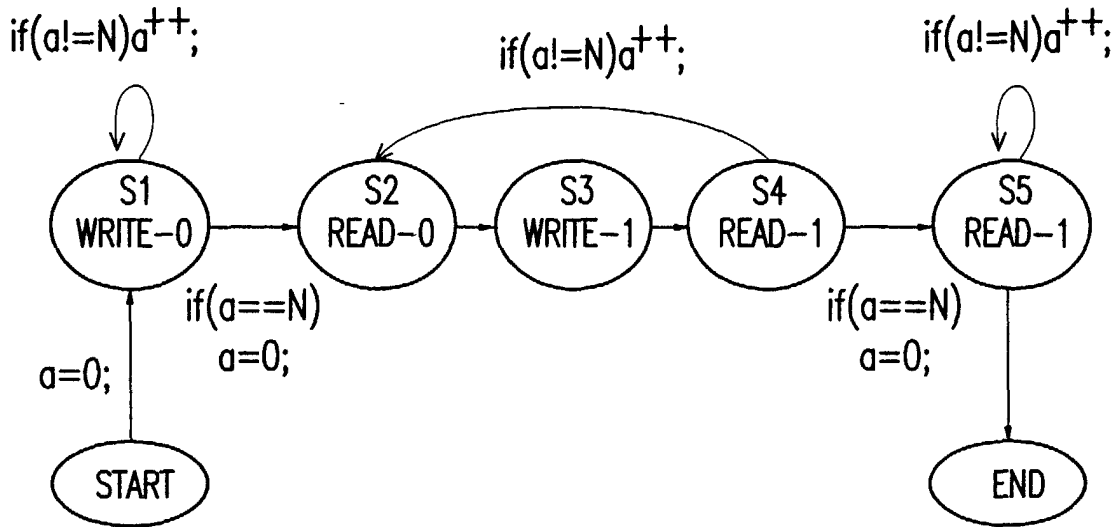 if(a!=N)a++;
if(a!=N)a++;
if(a!=N)a++;
S1
WRITE-0
S2
READ-0
S3
WRITE-1
S4
READ-1
S5
READ-1
if(a==N)
a=0;
if(a==N)
a=0;
a=0;
START
END